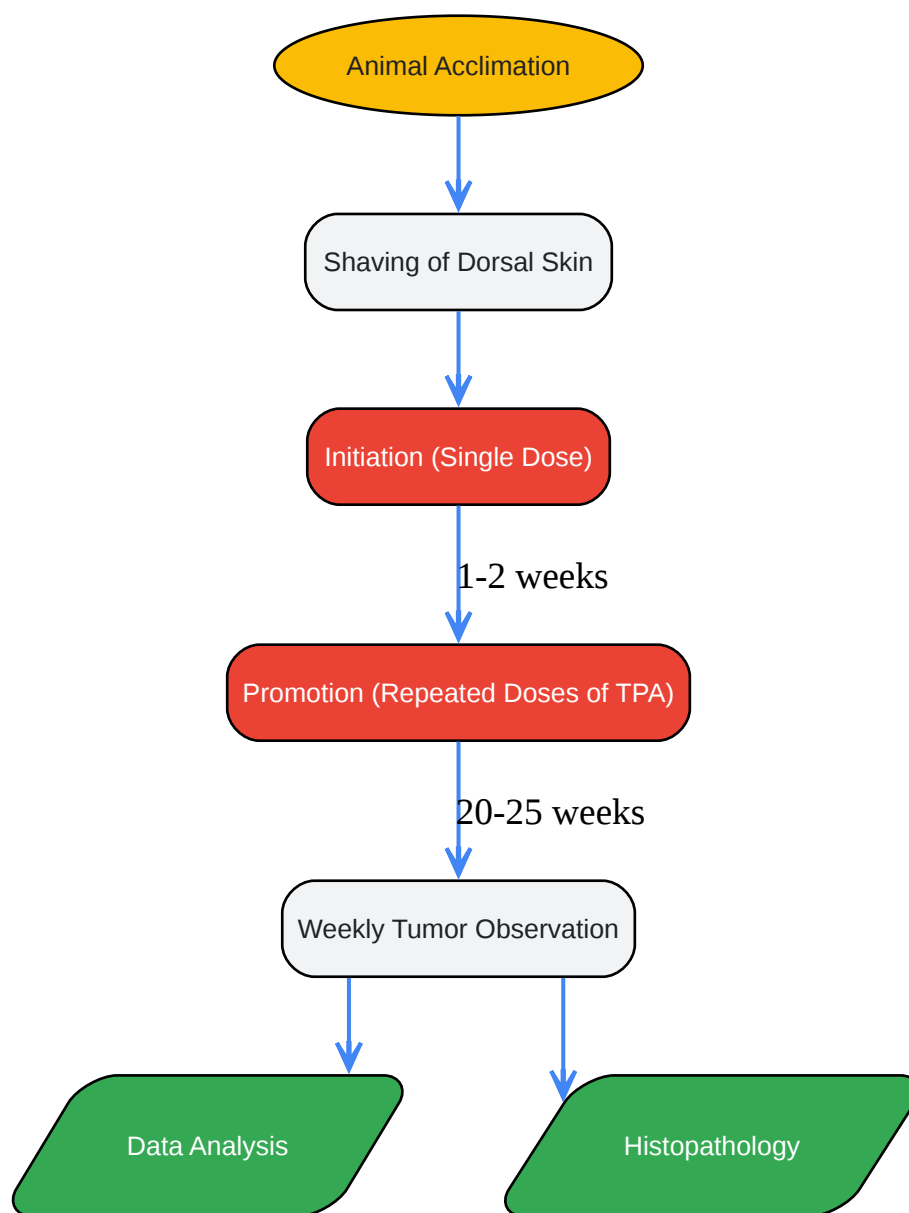 Animal Acclimation
Shaving of Dorsal Skin
Initiation (Single Dose)
1-2 weeks
Promotion (Repeated Doses of TPA)
20-25 weeks
Weekly Tumor Observation
Data Analysis
Histopathology